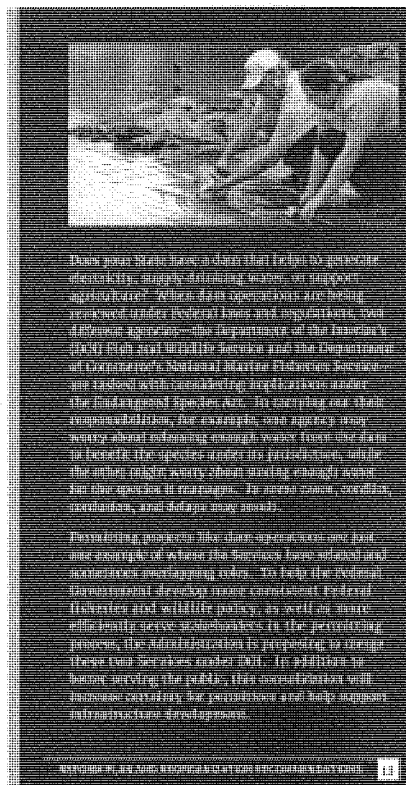 Does your State have a dam that helps to generate
electricity, supply drinking water, or support
agriculture? When dam operations are being
reviewed under Federal laws and regulations, two
different agencies—the Department of the Interior's
(DOI) Fish and Wildlife Service and the Department
of Commerce's National Marine Fisheries Service—
are tasked with considering implications under
the Endangered Species Act. In carrying out their
responsibilities, for example, one agency may
worry about releasing enough water from the dam
to benefit the species under its jurisdiction, while
the other might worry about storing enough water
for the species it manages. In some cases, conflict,
confusion, and delays may result.
Permitting projects like dam operations are just
one example of where the Services have related and
sometimes overlapping roles. To help the Federal
Government develop more consistent Federal
fisheries and wildlife policy, as well as more
efficiently serve stakeholders in the permitting
process, the Administration is proposing to merge
these two Services under DOI. In addition to
better serving the public, this consolidation will
increase certainty for permittees and help support
infrastructure development.